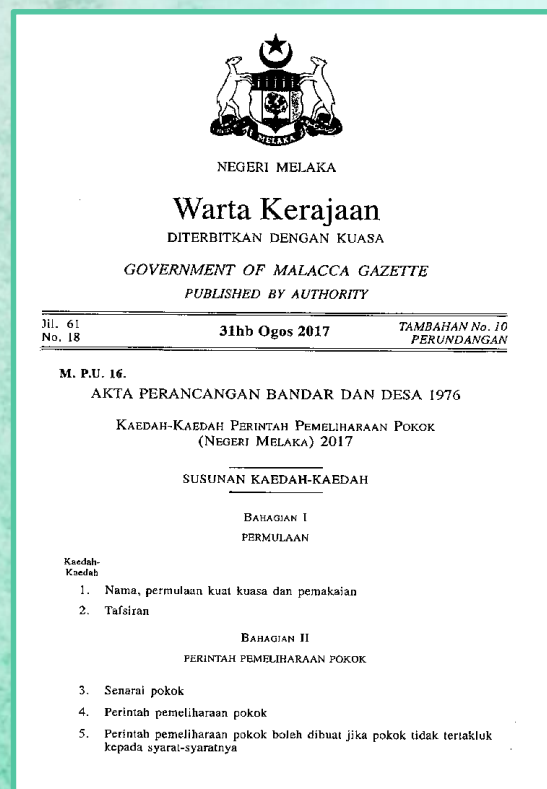 MELAKA
NEGERI MELAKA
Warta Kerajaan
DITERBITKAN DENGAN KUASA
GOVERNMENT OF MALACCA GAZETTE
PUBLISHED BY AUTHORITY
Jil. 61
No. 18
31hb Ogos 2017
TAMBAHAN No. 10
PERUNDANGAN
M. P.U. 16.
AKTA PERANCANGAN BANDAR DAN DESA 1976
KAEDAH-KAEDAH PERINTAH PEMELIHARAAN POKOK
(NEGERI MELAKA) 2017
SUSUNAN KAEDAH-KAEDAH
BAHAGIAN I
PERMULAAN
Kaedah-
Kaedah
1. Nama, permulaan kuat kuasa dan pemakaian
2. Tafsiran
BAHAGIAN II
PERINTAH PEMELIHARAAN POKOK
3. Senarai pokok
4. Perintah pemeliharaan pokok
5. Perintah pemeliharaan pokok boleh dibuat jika pokok tidak tertakluk
kepada syarat-syaratnya